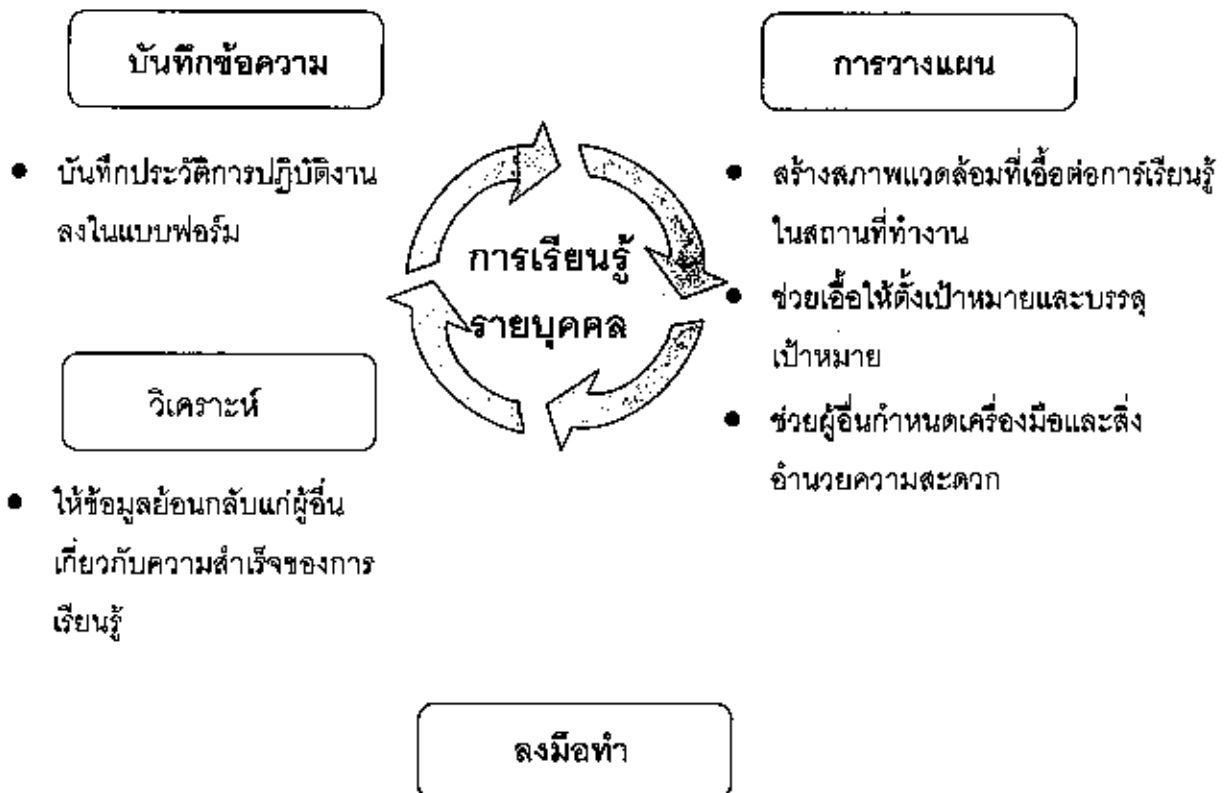 บันทึกข้อความ
● บันทึกประวัติการปฏิบัติงาน
ลงในแบบฟอร์ม
วิเคราะห์
● ให้ข้อมูลย้อนกลับแก่ผู้อื่น
เกี่ยวกับความสำเร็จของการ
เรียนรู้
การเรียนรู้
รายบุคคล
การวางแผน
● สร้างสภาพแวดล้อมที่เอื้อต่อการเรียนรู้
ในสถานที่ทำงาน
● ช่วยเอื้อให้ตั้งเป้าหมายและบรรลุ
เป้าหมาย
● ช่วยผู้อื่นกำหนดเครื่องมือและสิ่ง
อำนวยความสะดวก
ลงมือทำ